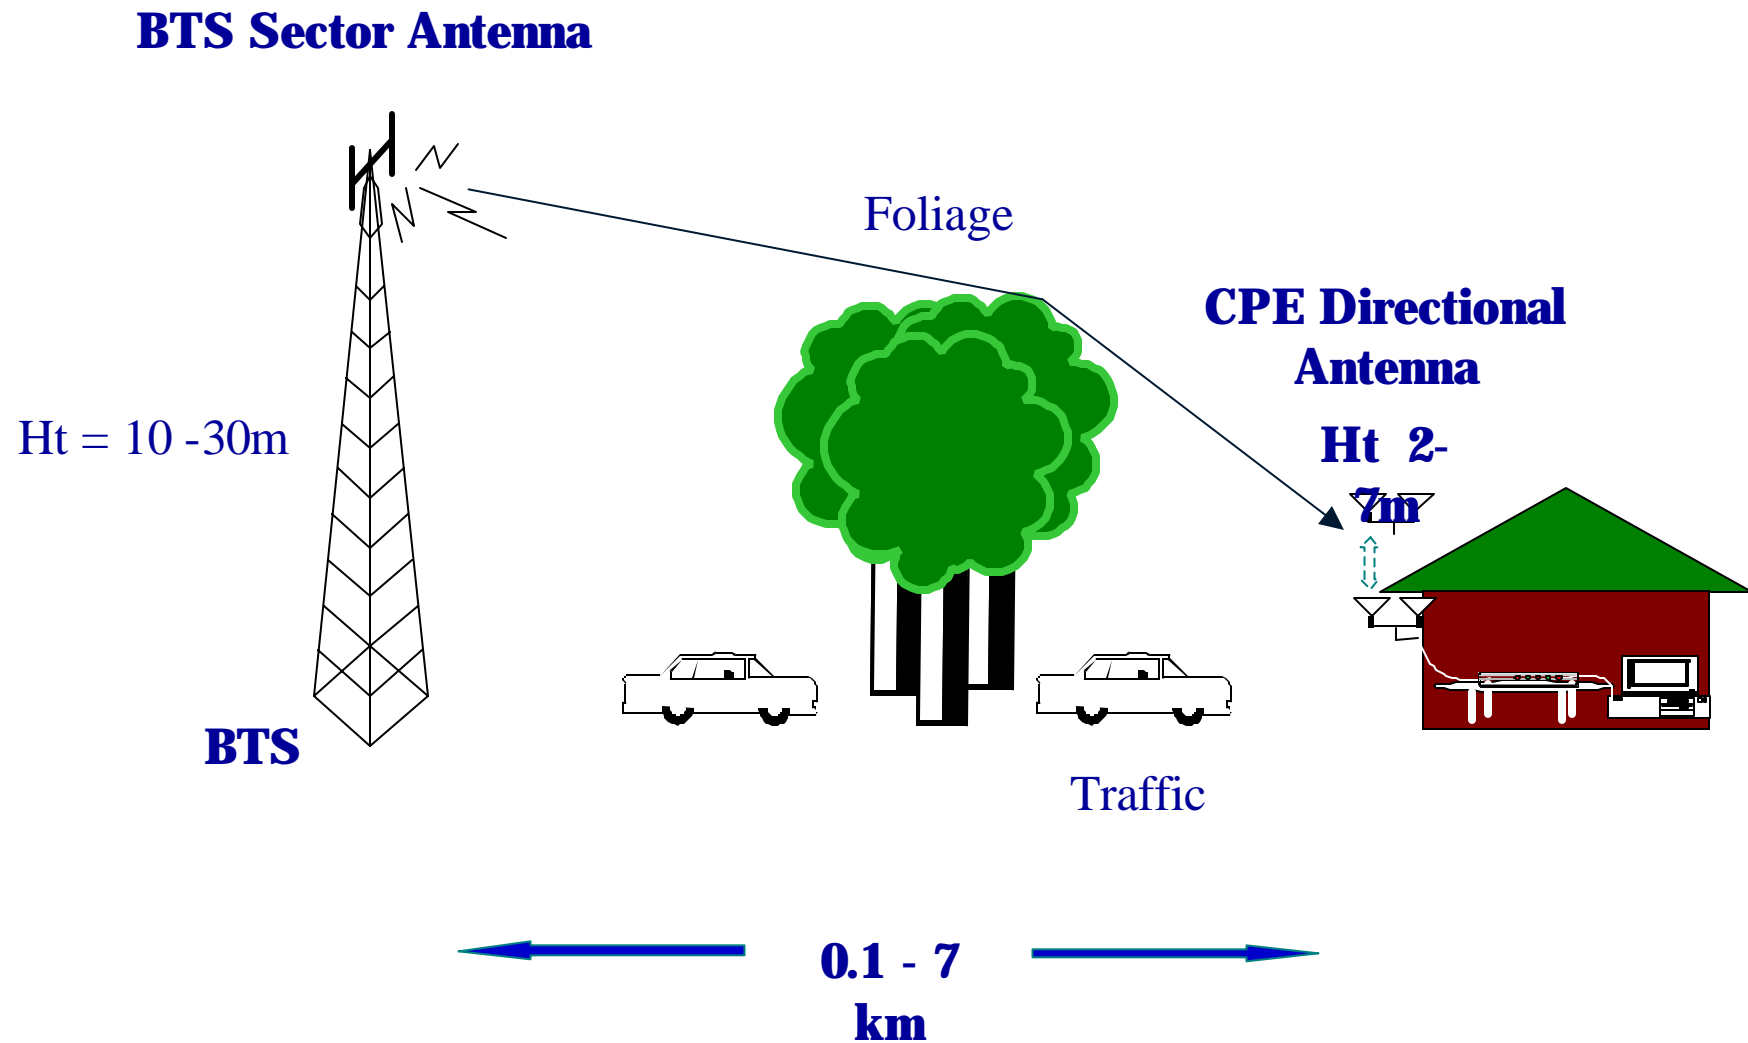 BTS Sector Antenna
Foliage
CPE Directional
Antenna
Ht = 10 -30m
Ht 2-
7m
BTS
Traffic
0.1 - 7
km